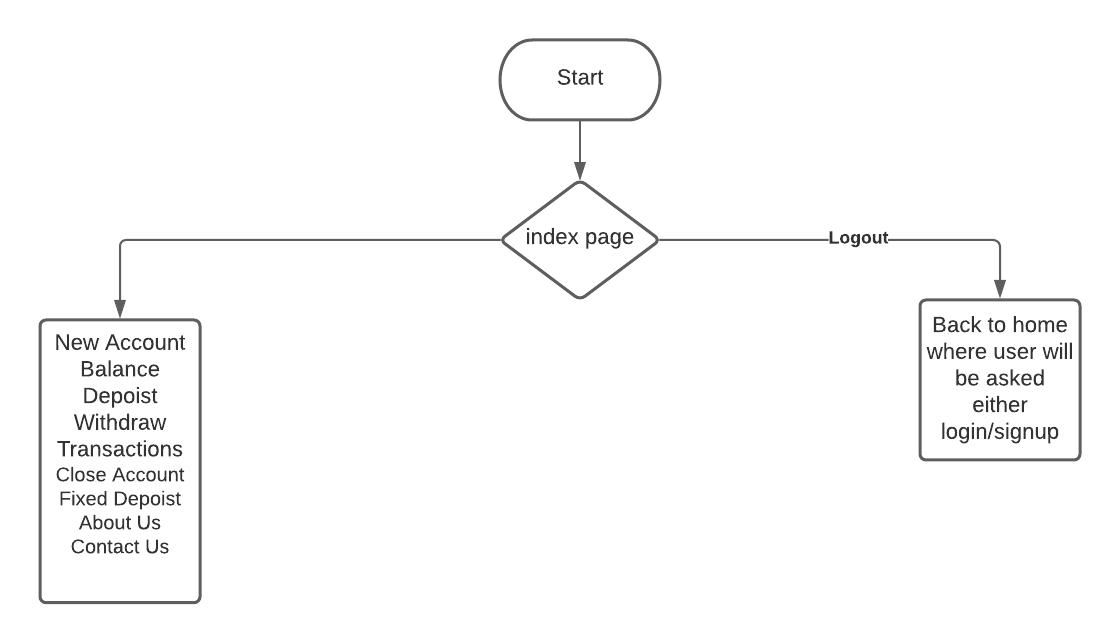 Start
index page
Logout
New Account
Balance
Depoist
Withdraw
Transactions
Close Account
Fixed Depoist
About Us
Contact Us
Back to home
where user will
be asked
either
login/signup